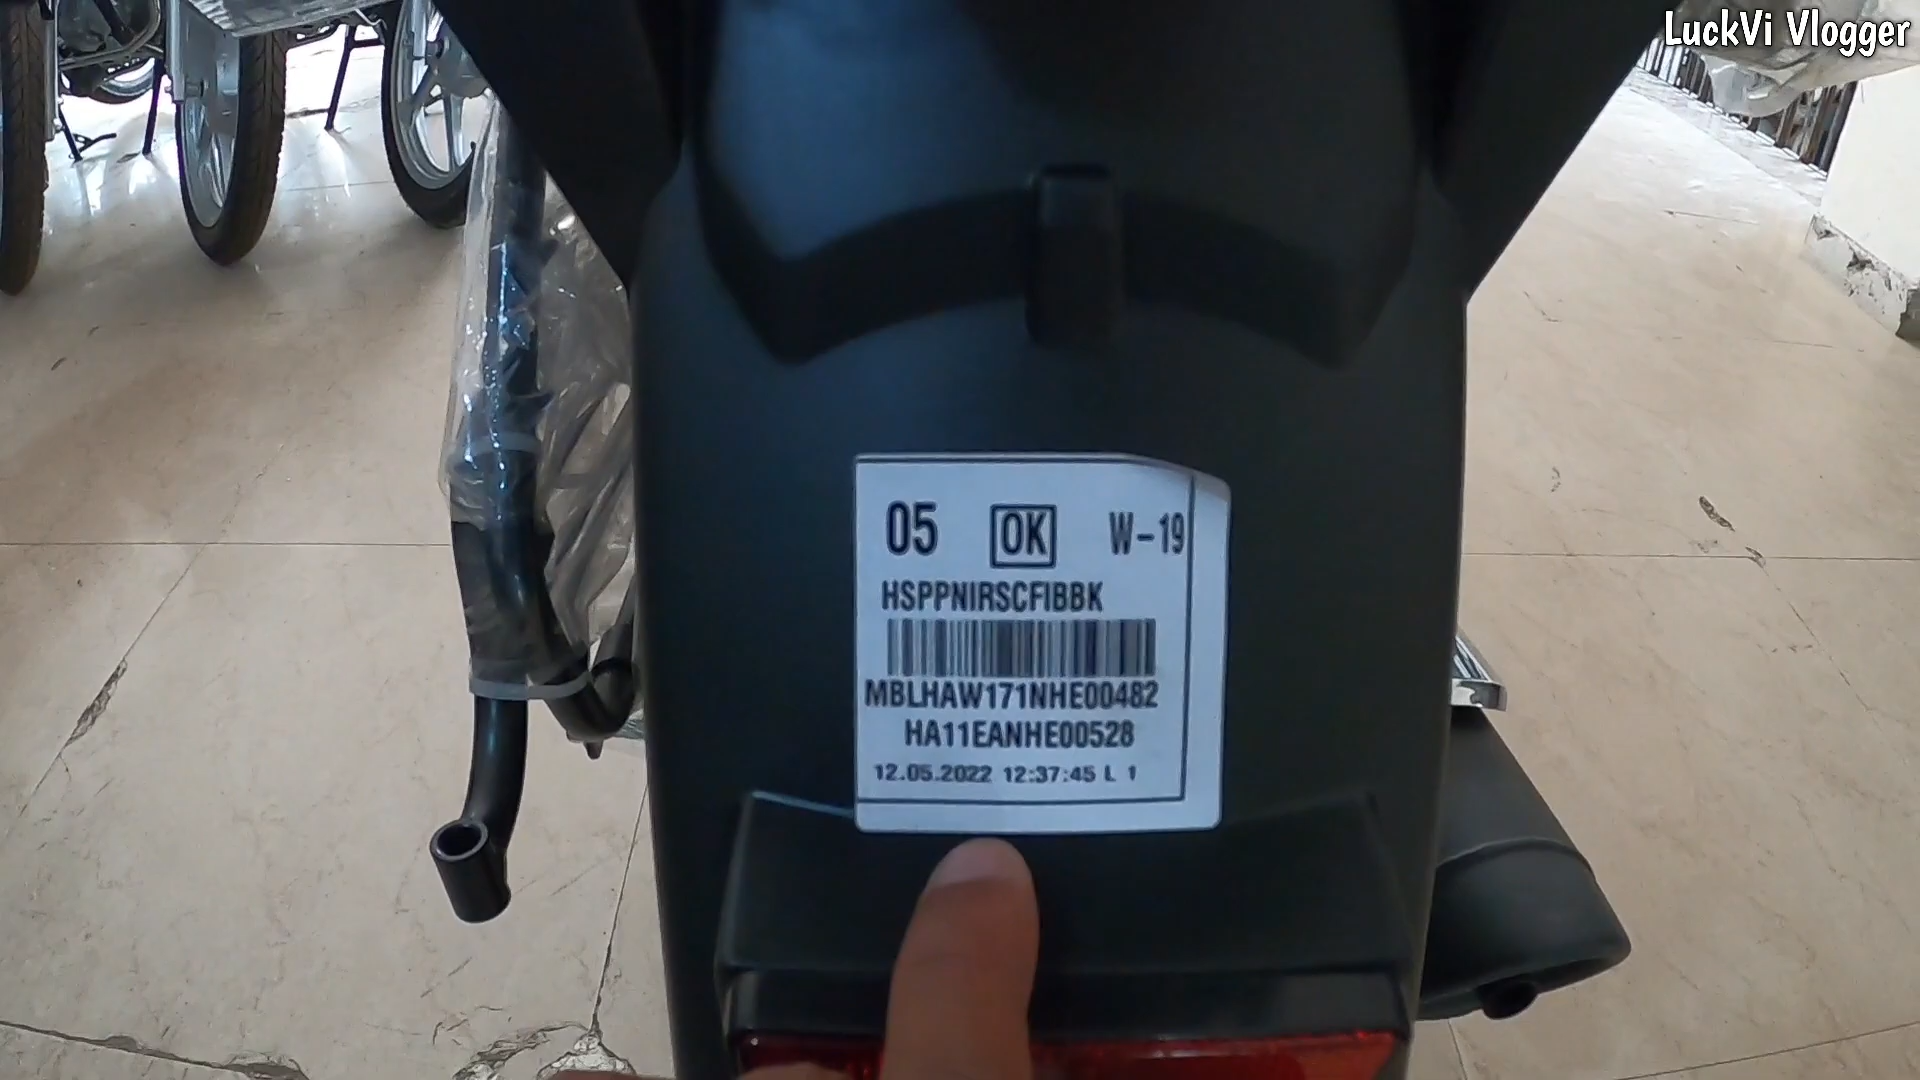 LuckVi Vlogger
05 OK W-19
HSPPNIRSCFIBBK
MBLHAW171NHE00482
HA11EANHE00528
12.05.2022 12:37:45 L 1